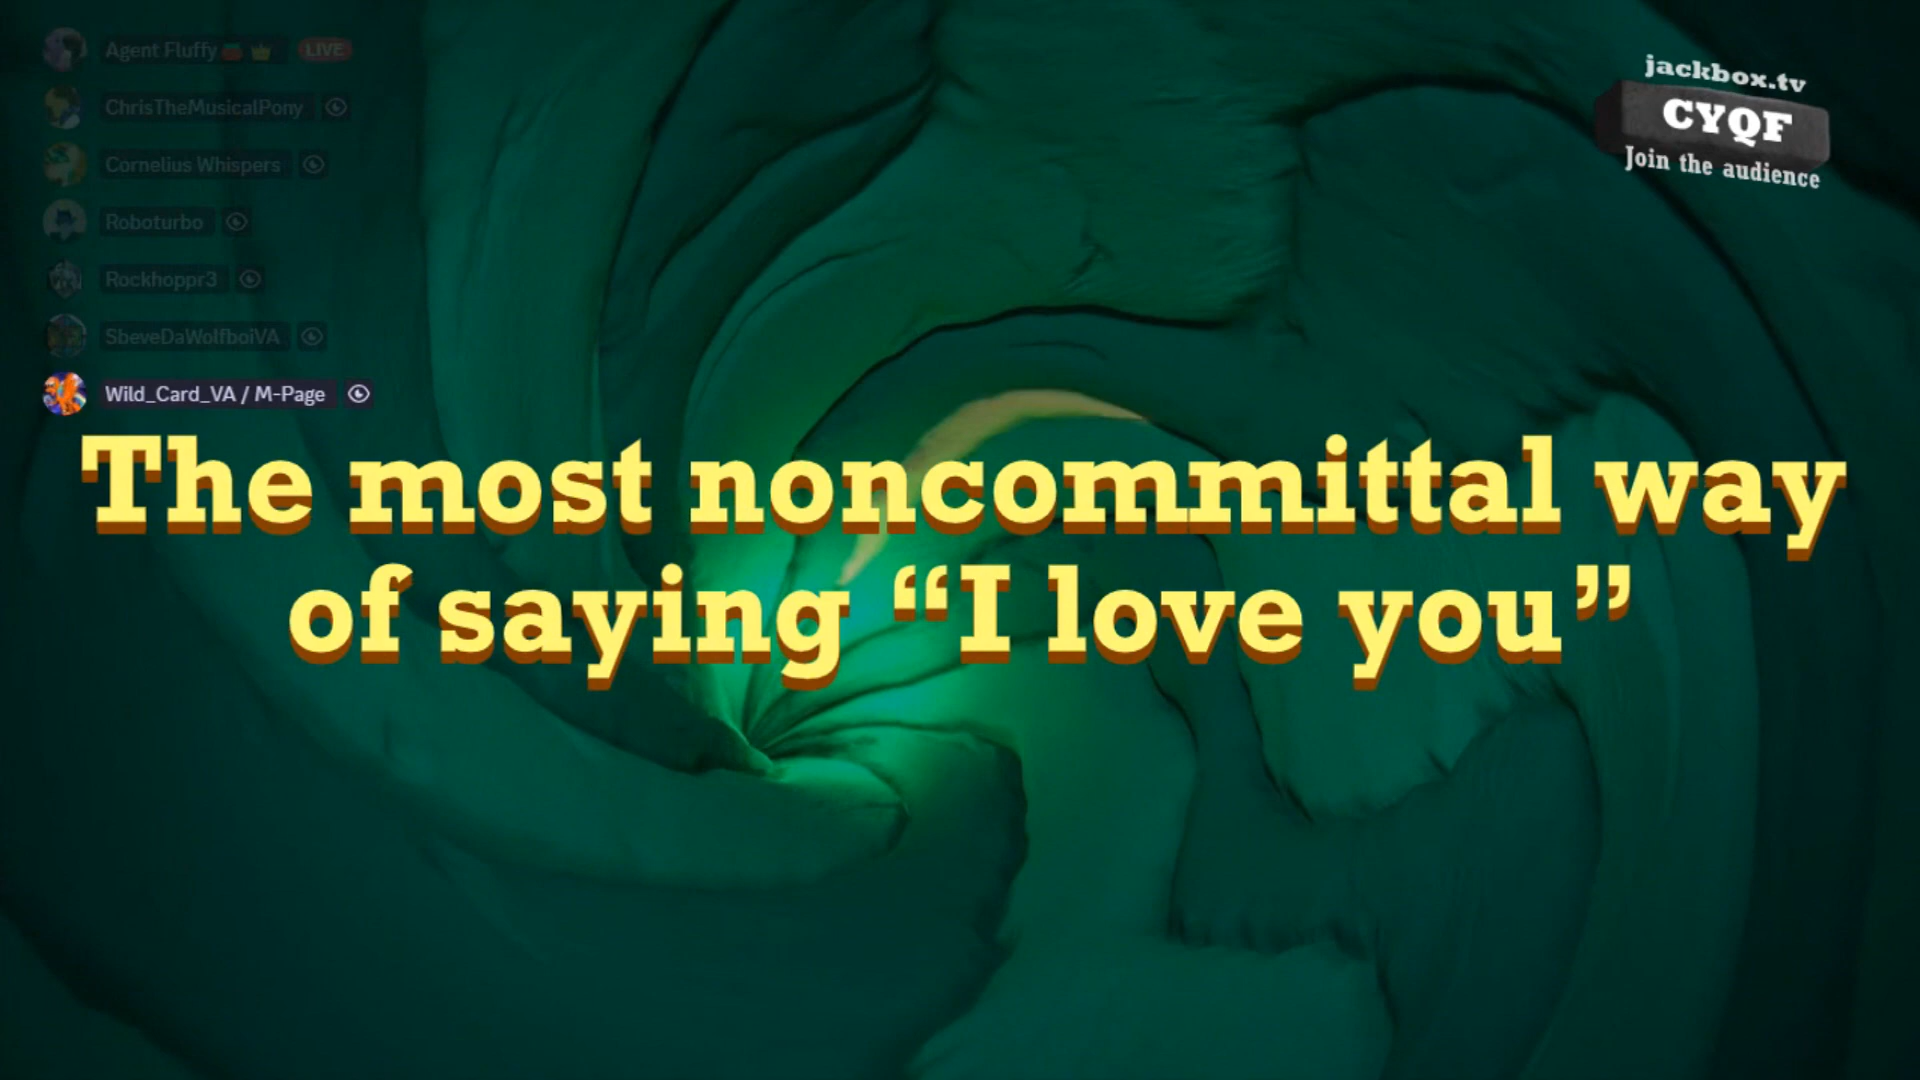 Agent Fluffy LIVE
ChrisTheMusicalPony
Cornelius Whispers
Roboturbo
Rockhoppr3
SbeveDaWolfboiVA
Wild_Card_VA / M-Page
jackbox.tv
CYQF
Join the audience
The most noncommittal way
of saying “I love you”